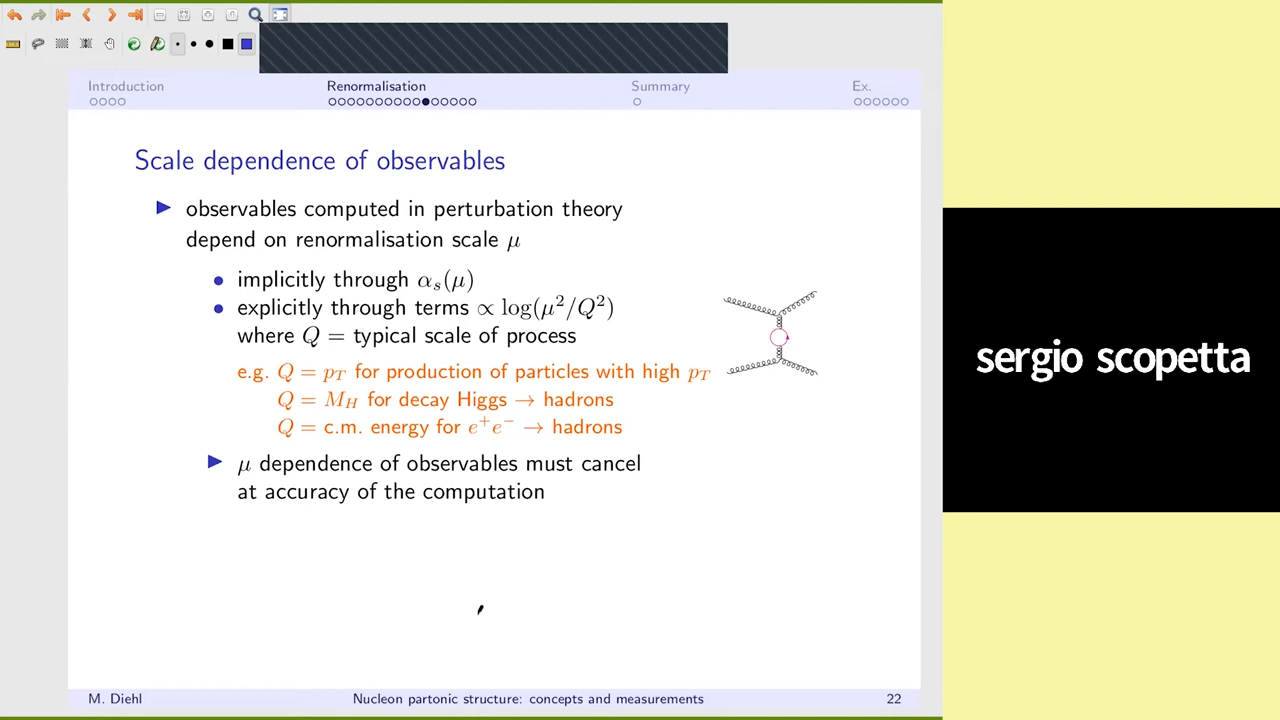 Introduction
Renormalisation
Summary
Ex.
Scale dependence of observables
observables computed in perturbation theory
depend on renormalisation scale μ
implicitly through αₛ(μ)
explicitly through terms ∝ log(μ²/Q²)
where Q = typical scale of process
e.g. Q = p_T for production of particles with high p_T
Q = M_H for decay Higgs → hadrons
Q = c.m. energy for e⁺e⁻ → hadrons
μ dependence of observables must cancel
at accuracy of the computation
M. Diehl
Nucleon partonic structure: concepts and measurements
22
sergio scopetta